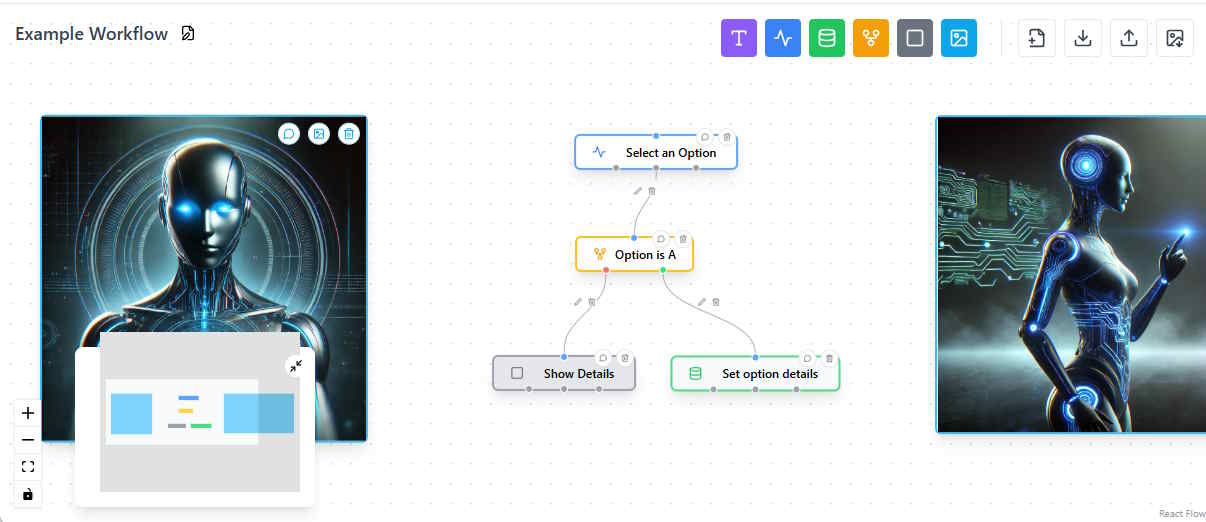 Example Workflow
T
Select an Option
Option is A
Show Details
Set option details
React Flow